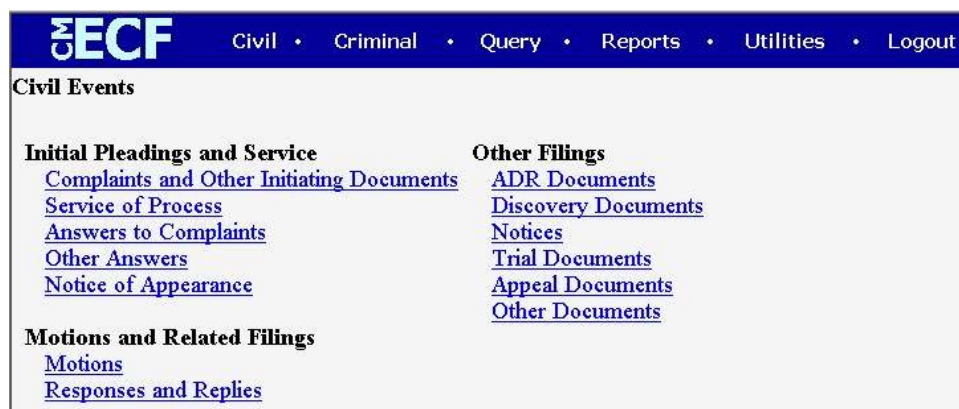 CM ECF Civil • Criminal • Query • Reports • Utilities • Logout
Civil Events
Initial Pleadings and Service
Complaints and Other Initiating Documents
Service of Process
Answers to Complaints
Other Answers
Notice of Appearance
Motions and Related Filings
Motions
Responses and Replies
Other Filings
ADR Documents
Discovery Documents
Notices
Trial Documents
Appeal Documents
Other Documents